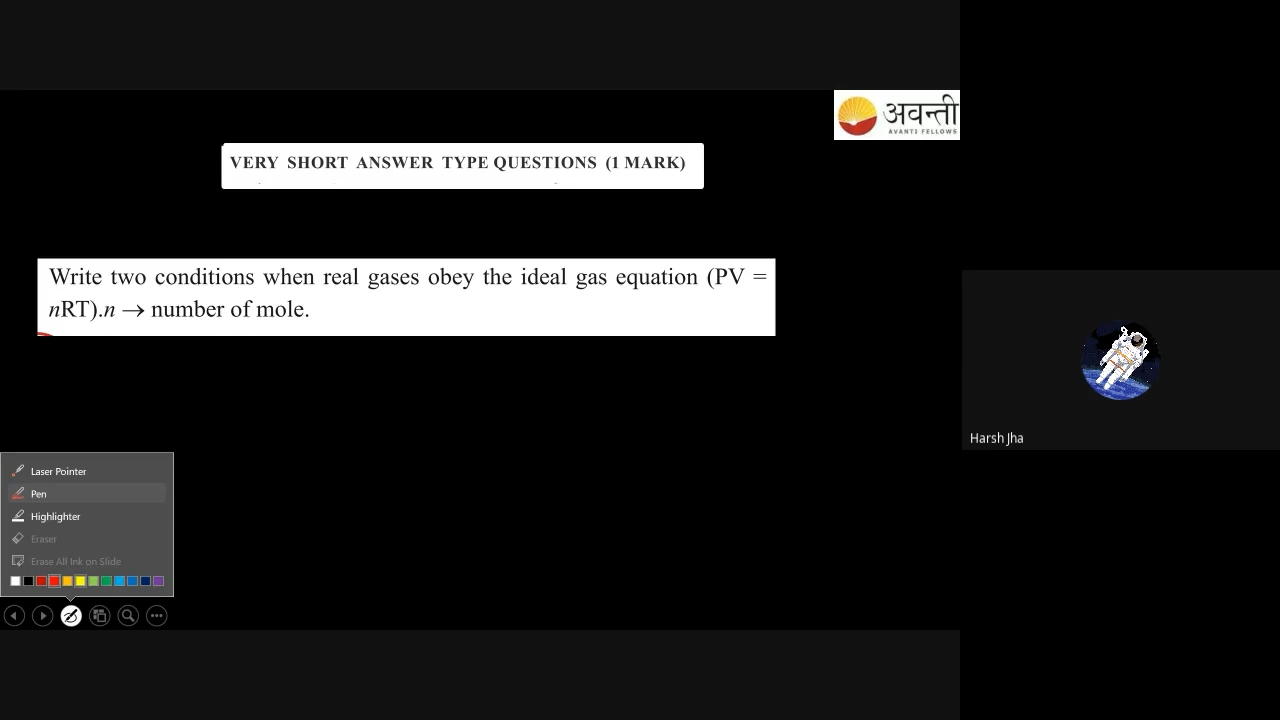 अवन्ती
AVANTI FELLOWS
VERY SHORT ANSWER TYPE QUESTIONS (1 MARK)
Write two conditions when real gases obey the ideal gas equation (PV =
nRT).n → number of mole.
Harsh Jha
Laser Pointer
Pen
Highlighter
Eraser
Erase All Ink on Slide